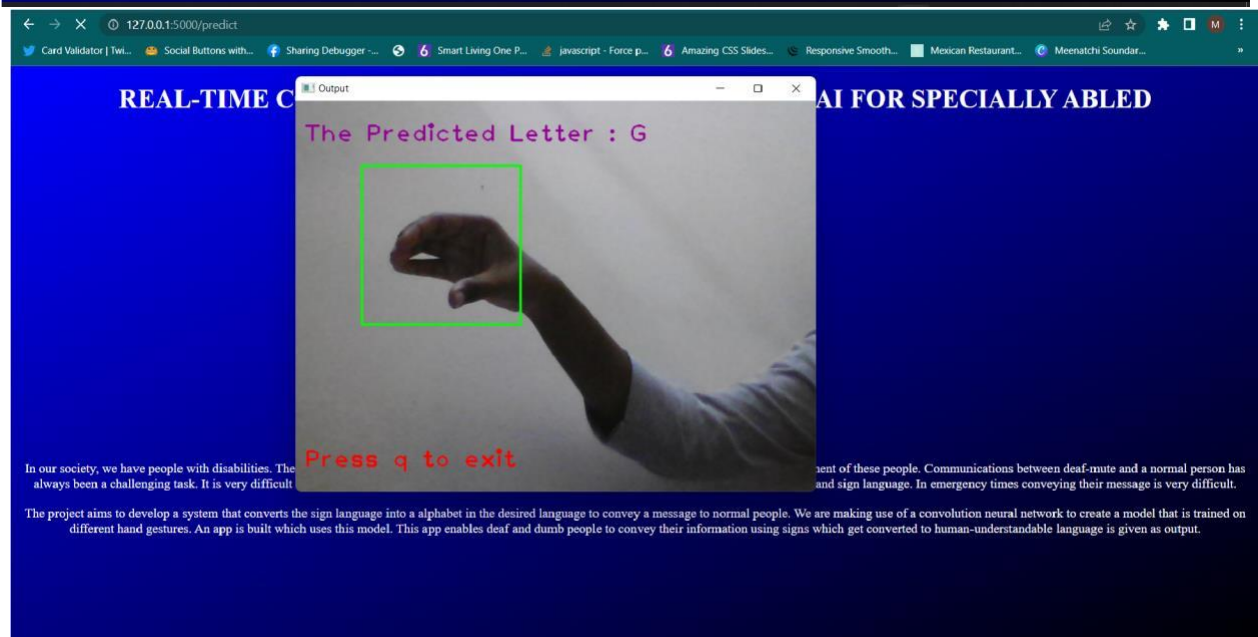 127.0.0.1:5000/predict
M
Card Validator | Twi...
Social Buttons with...
Sharing Debugger -...
Smart Living One P...
javascript - Force p...
Amazing CSS Slides...
Responsive Smooth...
Mexican Restaurant...
Meenatchi Soundar...
»
Output
REAL-TIME C
AI FOR SPECIALLY ABLED
The Predicted Letter : G
Press q to exit
In our society, we have people with disabilities. The
ent of these people. Communications between deaf-mute and a normal person has
always been a challenging task. It is very difficult
and sign language. In emergency times conveying their message is very difficult.
The project aims to develop a system that converts the sign language into a alphabet in the desired language to convey a message to normal people. We are making use of a convolution neural network to create a model that is trained on
different hand gestures. An app is built which uses this model. This app enables deaf and dumb people to convey their information using signs which get converted to human-understandable language is given as output.